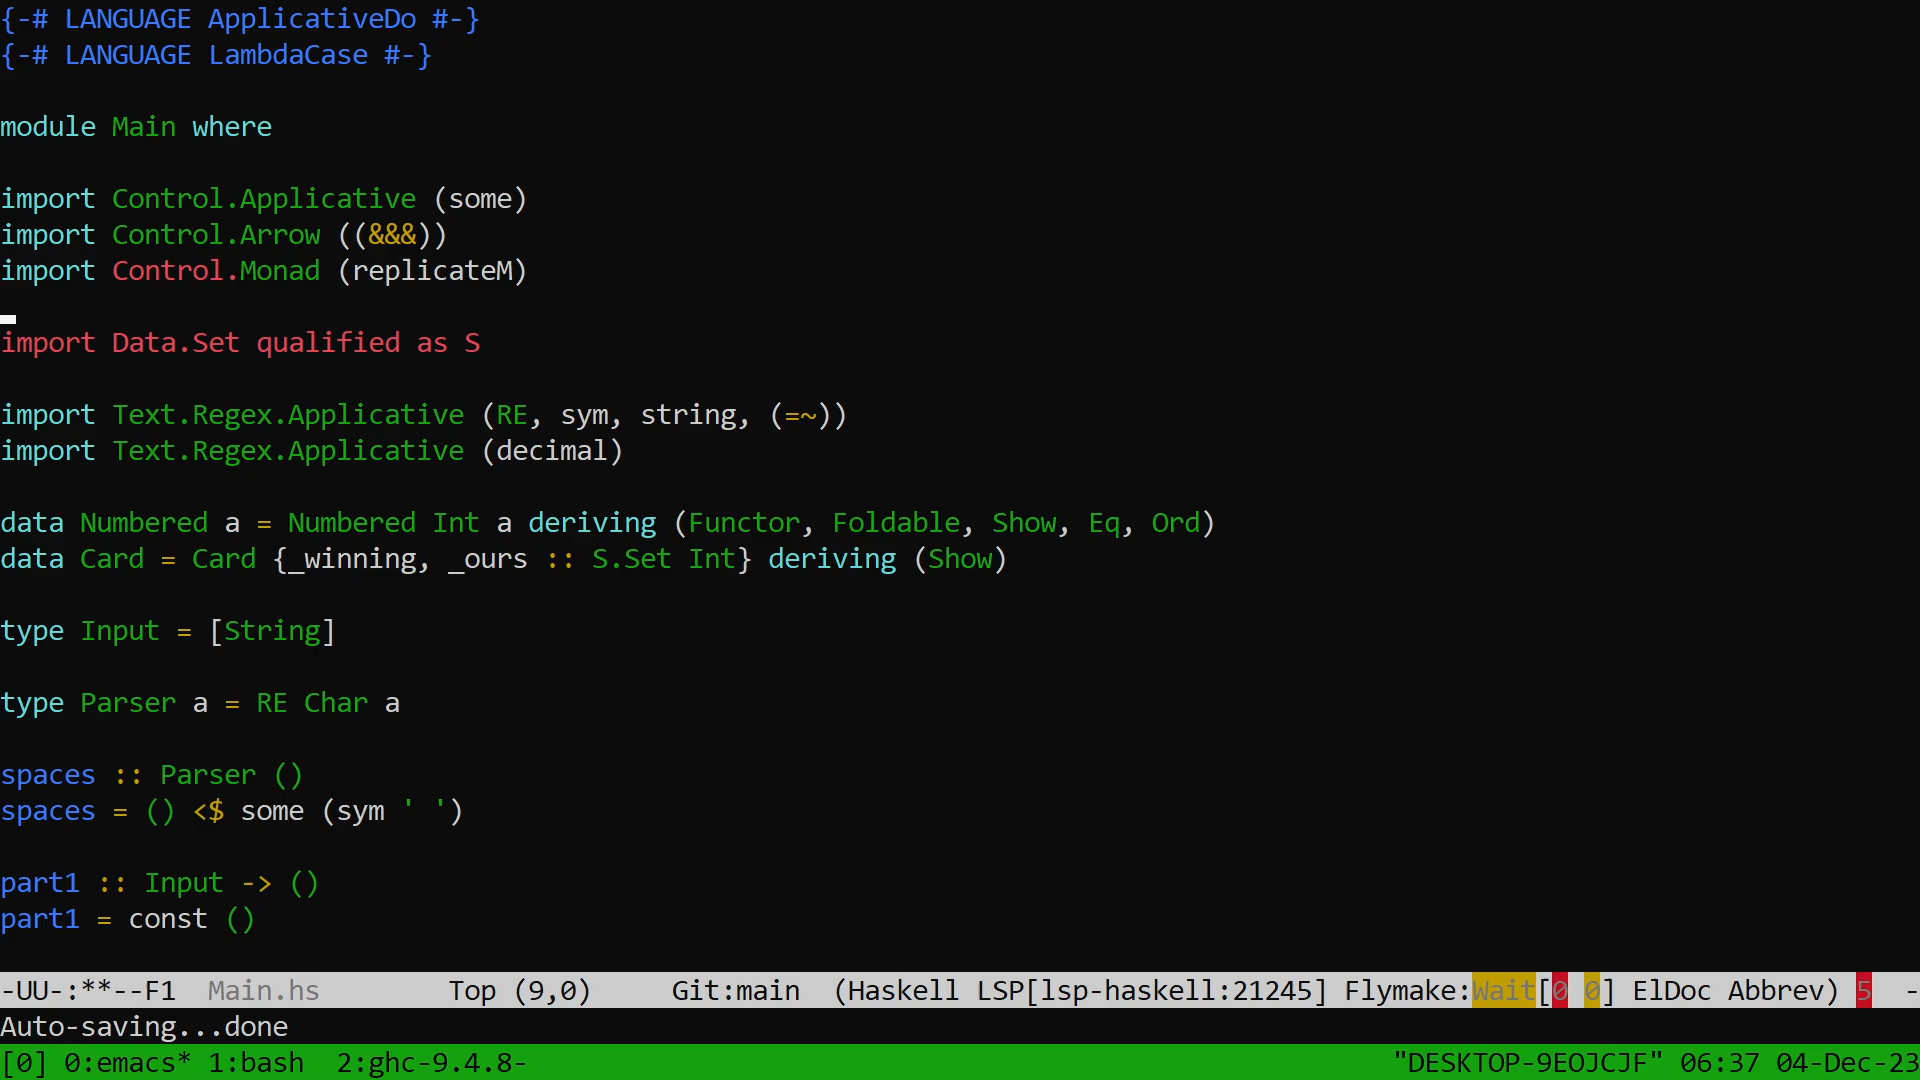 {-# LANGUAGE ApplicativeDo #-}
{-# LANGUAGE LambdaCase #-}
module Main where
import Control.Applicative (some)
import Control.Arrow ((&&&))
import Control.Monad (replicateM)
import Data.Set qualified as S
import Text.Regex.Applicative (RE, sym, string, (=~))
import Text.Regex.Applicative (decimal)
data Numbered a = Numbered Int a deriving (Functor, Foldable, Show, Eq, Ord)
data Card = Card {_winning, _ours :: S.Set Int} deriving (Show)
type Input = [String]
type Parser a = RE Char a
spaces :: Parser ()
spaces = () <$ some (sym ' ')
part1 :: Input -> ()
part1 = const ()
-UU-:**--F1  Main.hs        Top (9,0)     Git:main  (Haskell LSP[lsp-haskell:21245] Flymake:Wait[0 0] ElDoc Abbrev) 5  -
Auto-saving...done
[0] 0:emacs* 1:bash  2:ghc-9.4.8- "DESKTOP-9EOJCJF" 06:37 04-Dec-23